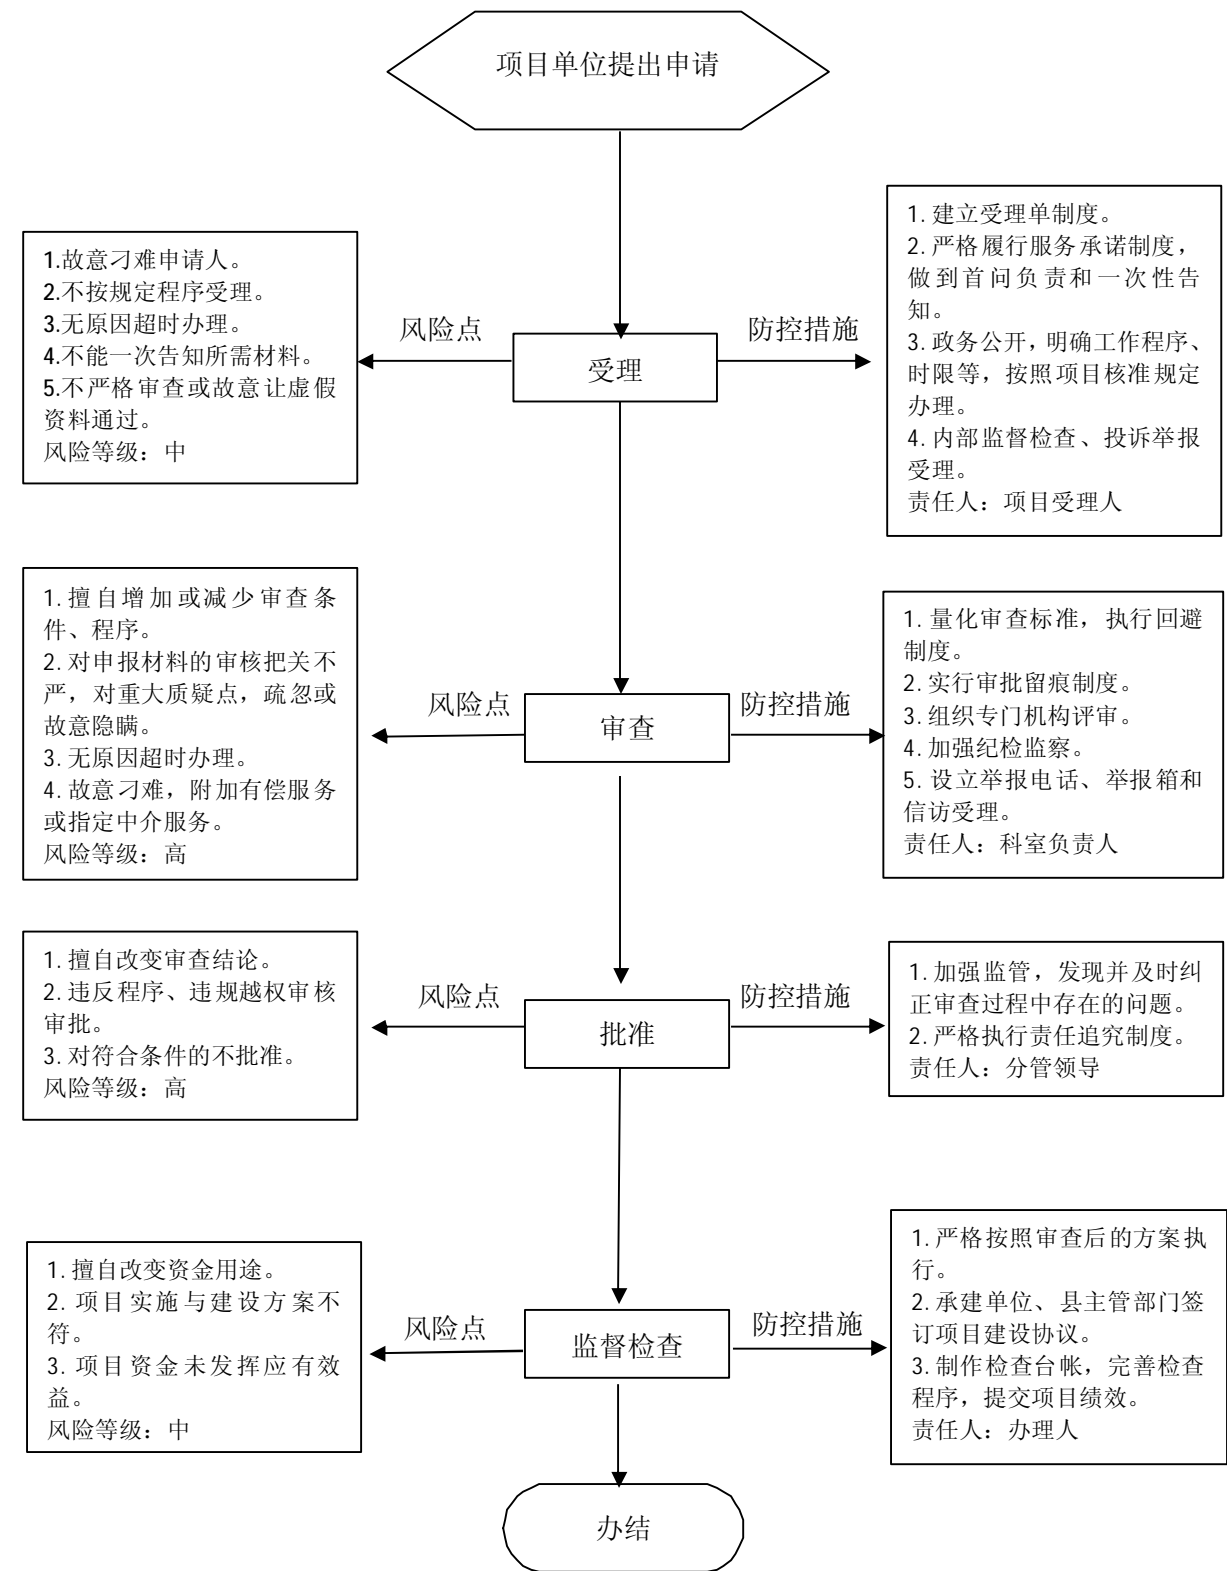 项目单位提出申请
1.故意刁难申请人。
2.不按规定程序受理。
3.无原因超时办理。
4.不能一次告知所需材料。
5.不严格审查或故意让虚假
资料通过。
风险等级：中
风险点
受理
防控措施
1.建立受理单制度。
2.严格履行服务承诺制度，
做到首问负责和一次性告
知。
3.政务公开，明确工作程序、
时限等，按照项目核准规定
办理。
4.内部监督检查、投诉举报
受理。
责任人：项目受理人
1.擅自增加或减少审查条
件、程序。
2.对申报材料的审核把关不
严，对重大质疑点，疏忽或
故意隐瞒。
3.无原因超时办理。
4.故意刁难，附加有偿服务
或指定中介服务。
风险等级：高
风险点
审查
防控措施
1.量化审查标准，执行回避
制度。
2.实行审批留痕制度。
3.组织专门机构评审。
4.加强纪检监察。
5.设立举报电话、举报箱和
信访受理。
责任人：科室负责人
1.擅自改变审查结论。
2.违反程序、违规越权审核
审批。
3.对符合条件的不批准。
风险等级：高
风险点
批准
防控措施
1.加强监管，发现并及时纠
正审查过程中存在的问题。
2.严格执行责任追究制度。
责任人：分管领导
1.擅自改变资金用途。
2.项目实施与建设方案不
符。
3.项目资金未发挥应有效
益。
风险等级：中
风险点
监督检查
防控措施
1.严格按照审查后的方案执
行。
2.承建单位、县主管部门签
订项目建设协议。
3.制作检查台帐，完善检查
程序，提交项目绩效。
责任人：办理人
办结